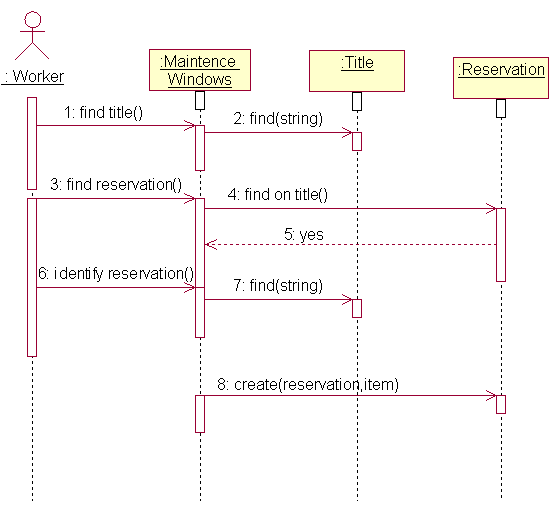 : Worker
:Maintence
Windows
:Title
:Reservation
1: find title()
2: find(string)
3: find reservation()
4: find on title()
5: yes
6: identify reservation()
7: find(string)
8: create(reservation,item)